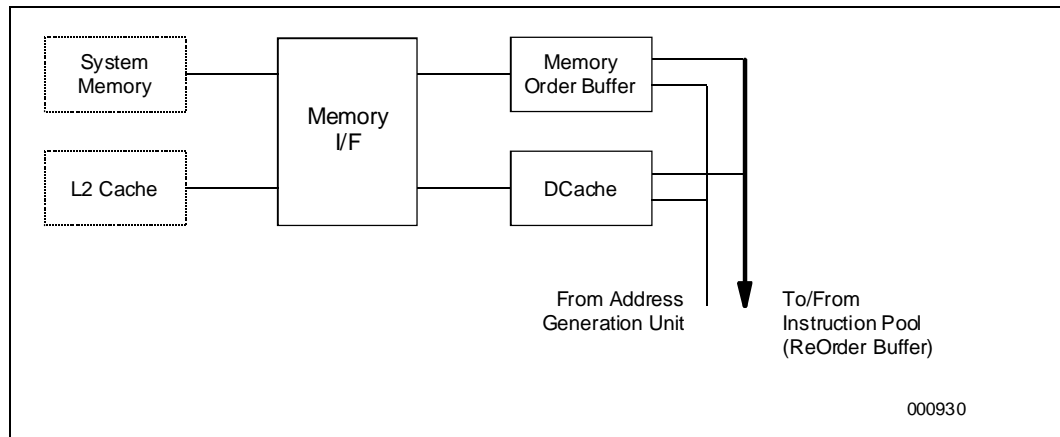 System
Memory
Memory
I/F
Memory
Order Buffer
L2 Cache
DCache
From Address
Generation Unit
To/From
Instruction Pool
(ReOrder Buffer)
000930